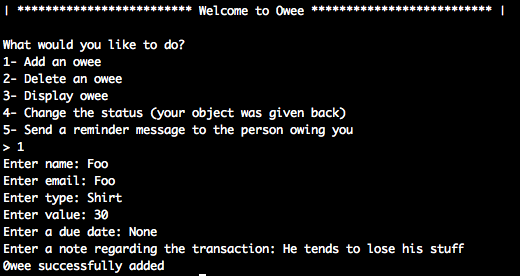 | ************************* Welcome to Owee ************************** |
What would you like to do?
1- Add an owee
2- Delete an owee
3- Display owee
4- Change the status (your object was given back)
5- Send a reminder message to the person owing you
> 1
Enter name: Foo
Enter email: Foo
Enter type: Shirt
Enter value: 30
Enter a due date: None
Enter a note regarding the transaction: He tends to lose his stuff
Owee successfully added